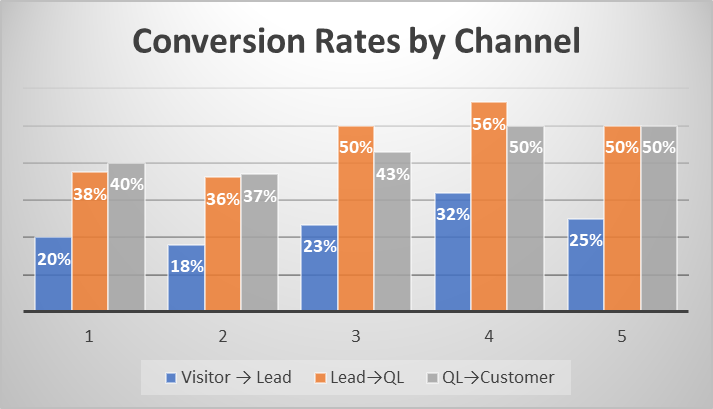 Conversion Rates by Channel
20% 38% 40% 18% 36% 37% 23% 50% 43% 32% 56% 50% 25% 50% 50%
1 2 3 4 5
Visitor → Lead Lead→QL QL→Customer